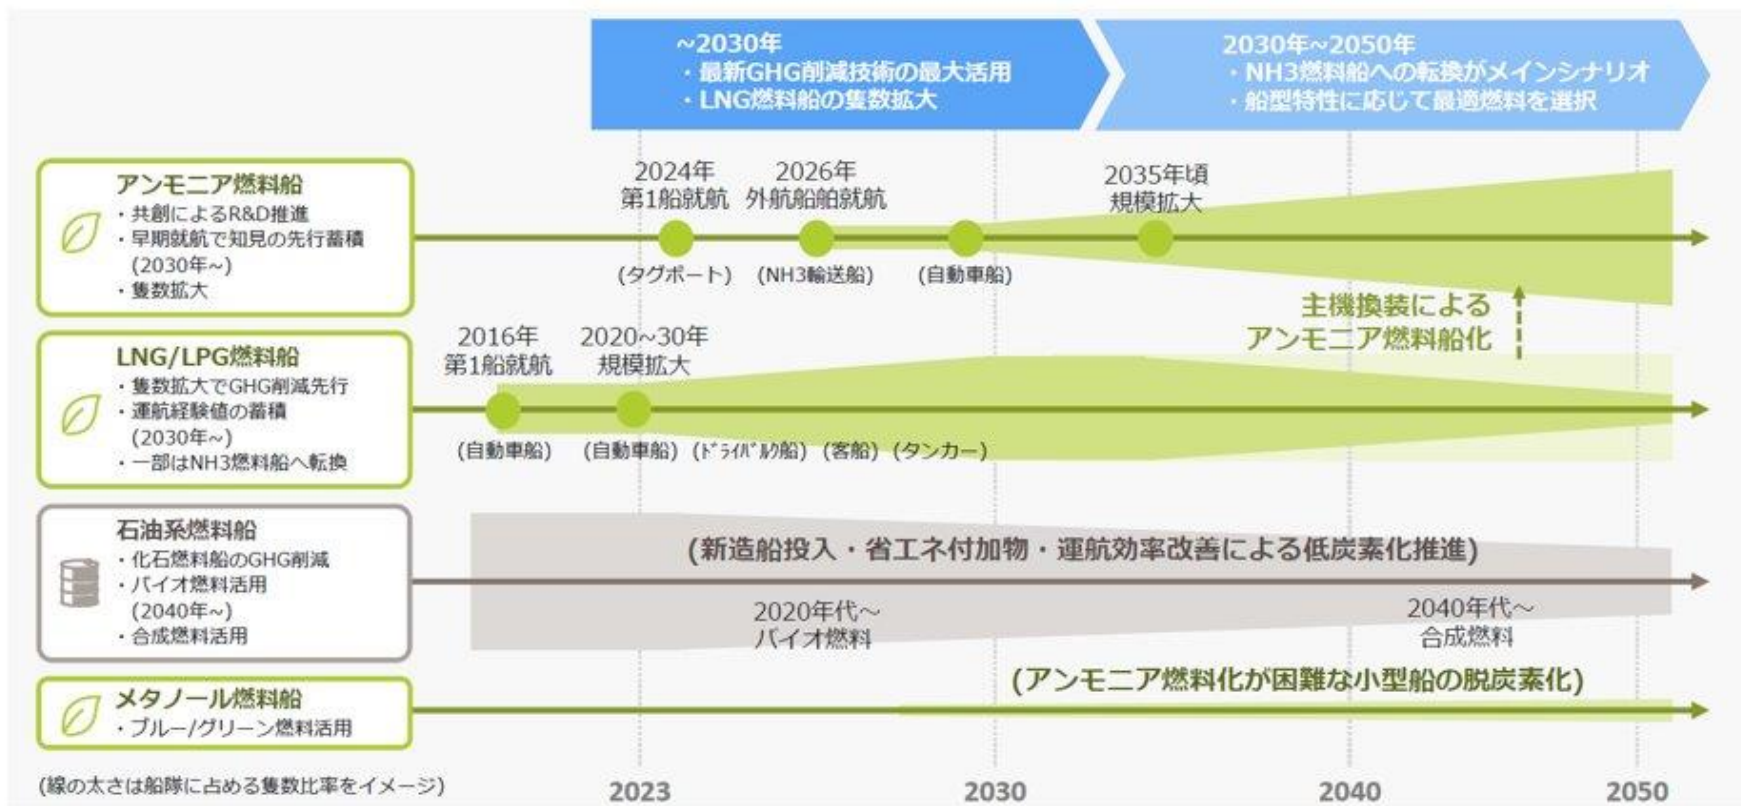 ~2030年
・最新GHG削減技術の最大活用
・LNG燃料船の隻数拡大
2030年~2050年
・NH3燃料船への転換がメインシナリオ
・船型特性に応じて最適燃料を選択
アンモニア燃料船
・共創によるR&D推進
・早期就航で知見の先行蓄積
(2030年~)
・隻数拡大
2024年
第1船就航
(タグボート)
2026年
外航船舶就航
(NH3輸送船)
(自動車船)
2035年頃
規模拡大
主機換装による
アンモニア燃料船化
LNG/LPG燃料船
・隻数拡大でGHG削減先行
・運航経験値の蓄積
(2030年~)
・一部はNH3燃料船へ転換
2016年
第1船就航
(自動車船)
2020~30年
規模拡大
(自動車船) (ﾄﾞﾗｲﾊﾞﾙｸ船) (客船) (タンカー)
石油系燃料船
・化石燃料船のGHG削減
・バイオ燃料活用
(2040年~)
・合成燃料活用
(新造船投入・省エネ付加物・運航効率改善による低炭素化推進)
2020年代～
バイオ燃料
2040年代～
合成燃料
メタノール燃料船
・ブルー/グリーン燃料活用
(アンモニア燃料化が困難な小型船の脱炭素化)
(線の太さは船隊に占める隻数比率をイメージ)
2023
2030
2040
2050